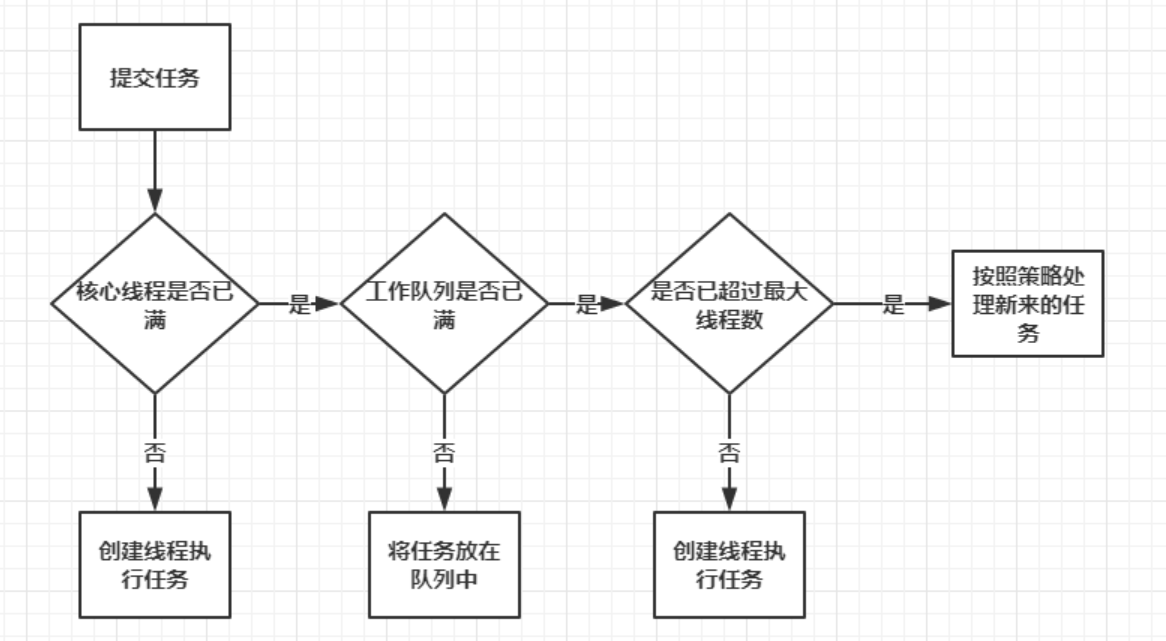 提交任务
核心线程是否已
满
是
工作队列是否已
满
是
是否已超过最大
线程数
是
按照策略处
理新来的任
务
否
否
否
创建线程执
行任务
将任务放在
队列中
创建线程执
行任务